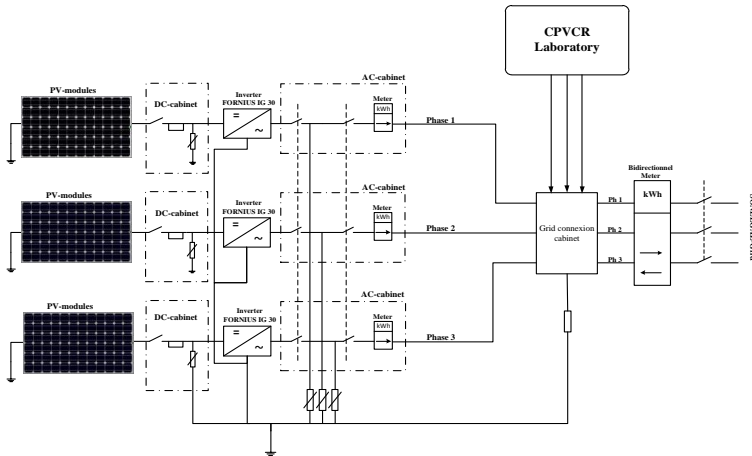 CPVCR
Laboratory
PV-modules
DC-cabinet
Inverter
FORNIUS IG 30
=
~
AC-cabinet
Meter
kWh
Phase 1
PV-modules
DC-cabinet
Inverter
FORNIUS IG 30
=
~
AC-cabinet
Meter
kWh
Phase 2
PV-modules
DC-cabinet
Inverter
FORNIUS IG 30
=
~
AC-cabinet
Meter
kWh
Phase 3
Grid connexion
cabinet
Ph 1
Ph 2
Ph 3
Bidirectionnel
Meter
kWh